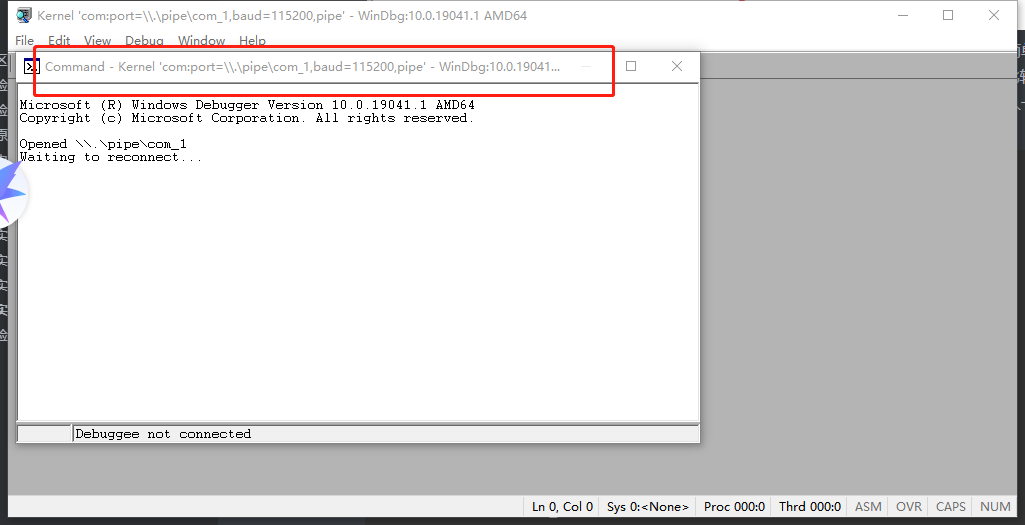 Kernel 'com:port=\\.\pipe\com_1,baud=115200,pipe' - WinDbg:10.0.19041.1 AMD64
File Edit View Debug Window Help
Command - Kernel 'com:port=\\.\pipe\com_1,baud=115200,pipe' - WinDbg:10.0.19041...
Microsoft (R) Windows Debugger Version 10.0.19041.1 AMD64
Copyright (c) Microsoft Corporation. All rights reserved.
Opened \\.\pipe\com_1
Waiting to reconnect...
Debuggee not connected
Ln 0, Col 0 Sys 0:<None> Proc 000:0 Thrd 000:0 ASM OVR CAPS NUM